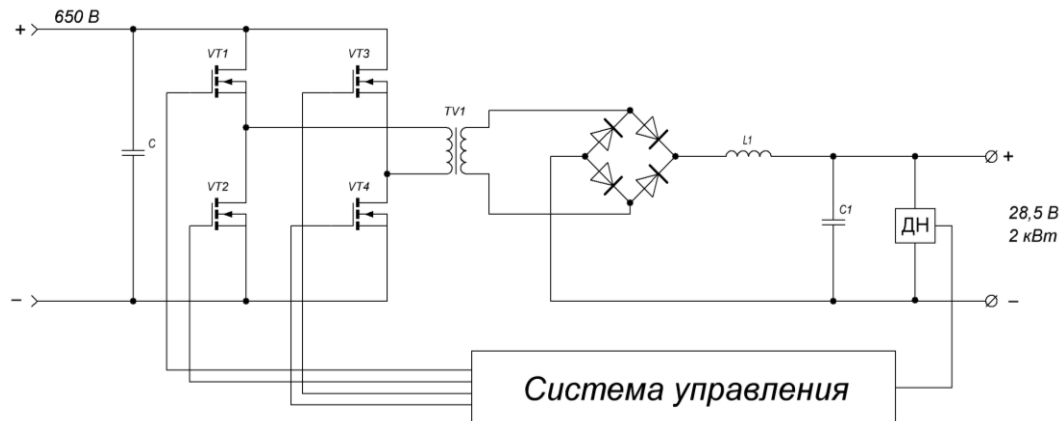 + 650 В
VT1
VT3
C
TV1
L1
+
VT2
VT4
C1
ДН
28,5 В
2 кВт
–
–
Система управления